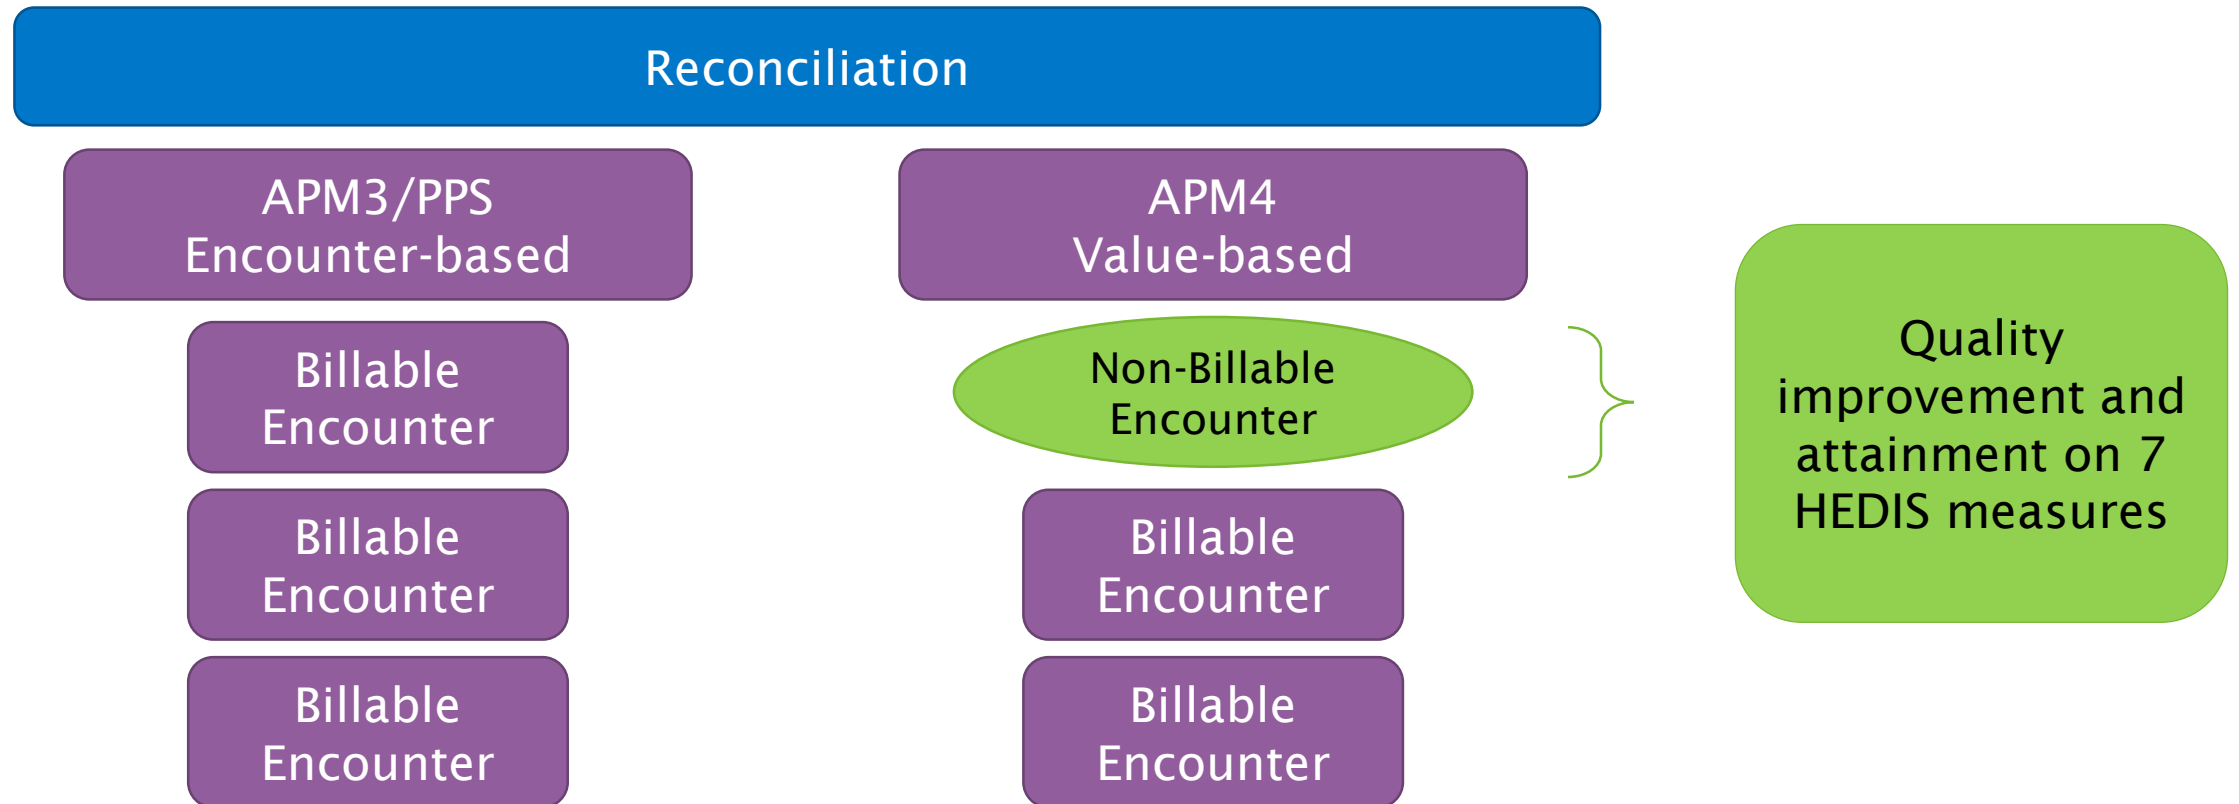 Reconciliation
APM3/PPS
Encounter-based
APM4
Value-based
Billable
Encounter
Non-Billable
Encounter
Quality
improvement and
attainment on 7
HEDIS measures
Billable
Encounter
Billable
Encounter
Billable
Encounter
Billable
Encounter